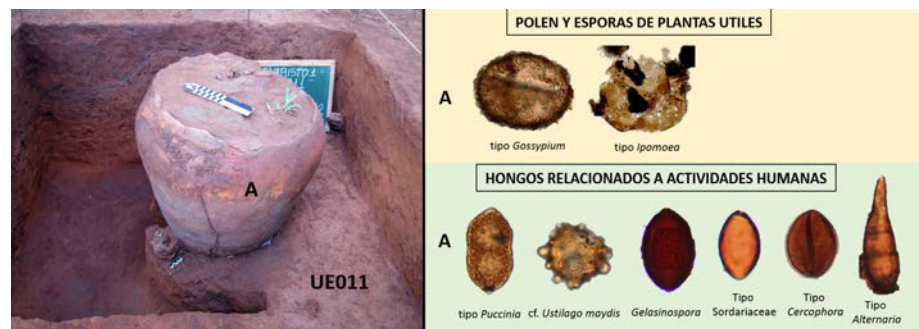 A
UE011
POLEN Y ESPORAS DE PLANTAS UTILES
A
tipo Gossypium
tipo Ipomoea
HONGOS RELACIONADOS A ACTIVIDADES HUMANAS
A
tipo Puccinia
cf. Ustilago maydis
Gelasinospora
Tipo
Sordariaceae
Tipo
Cercophora
Tipo
Alternaria